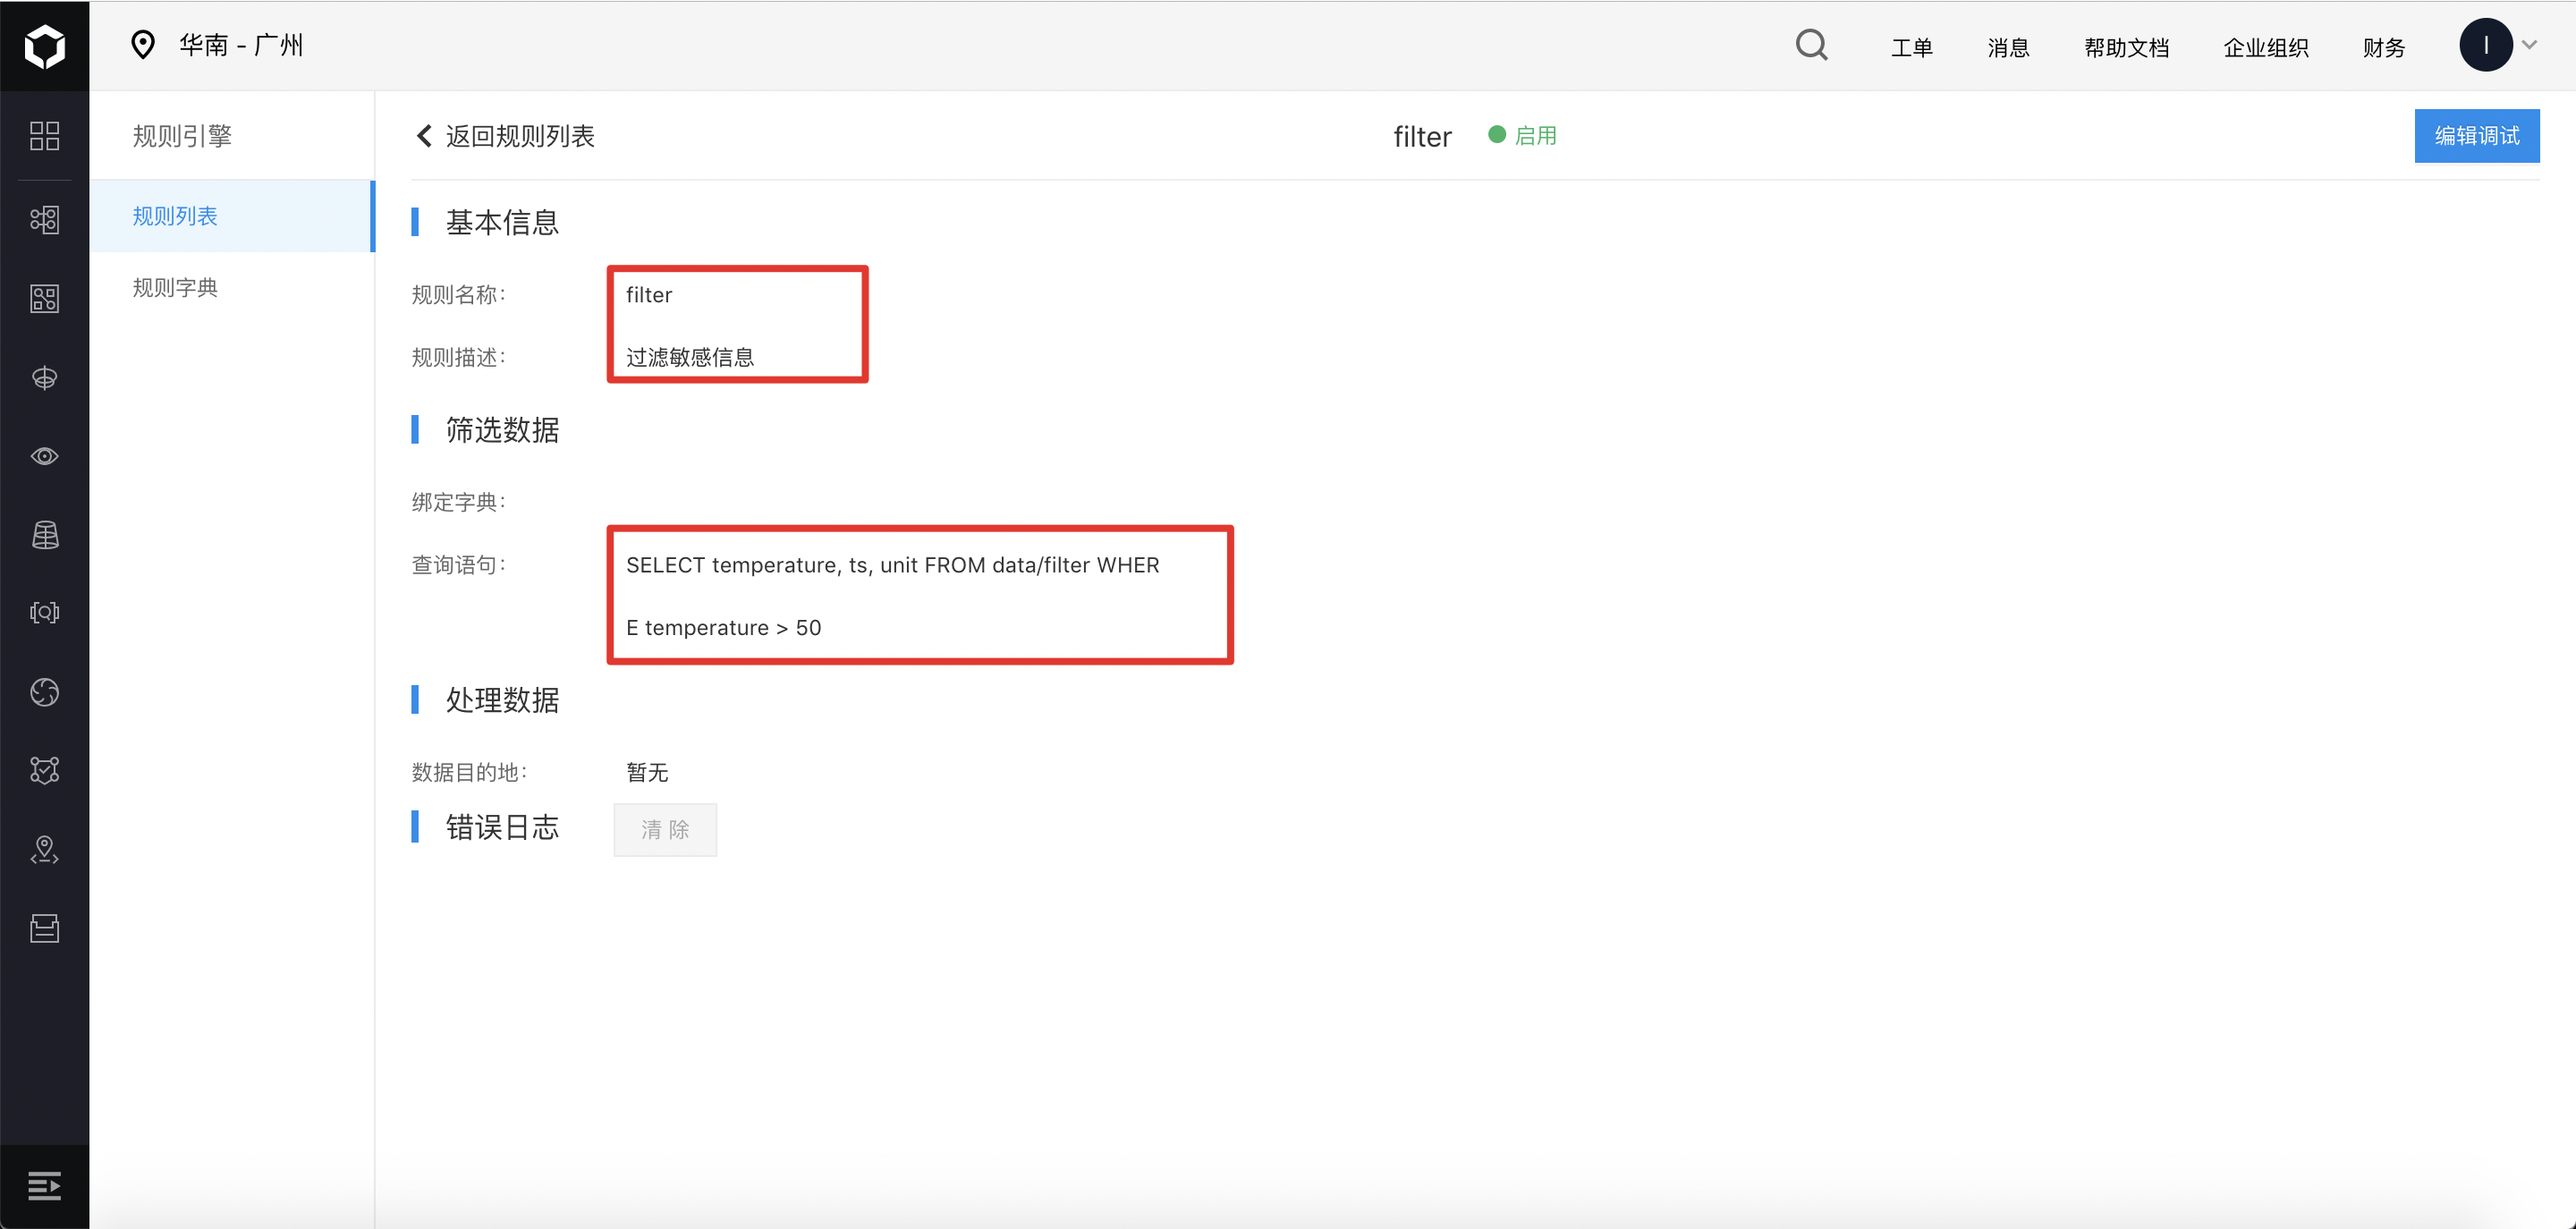 华南 - 广州
工单
消息
帮助文档
企业组织
财务
I
规则引擎
规则列表
规则字典
返回规则列表
filter
启用
编辑调试
基本信息
规则名称：
filter
规则描述：
过滤敏感信息
筛选数据
绑定字典：
查询语句：
SELECT temperature, ts, unit FROM data/filter WHER
E temperature > 50
处理数据
数据目的地：
暂无
错误日志
清 除